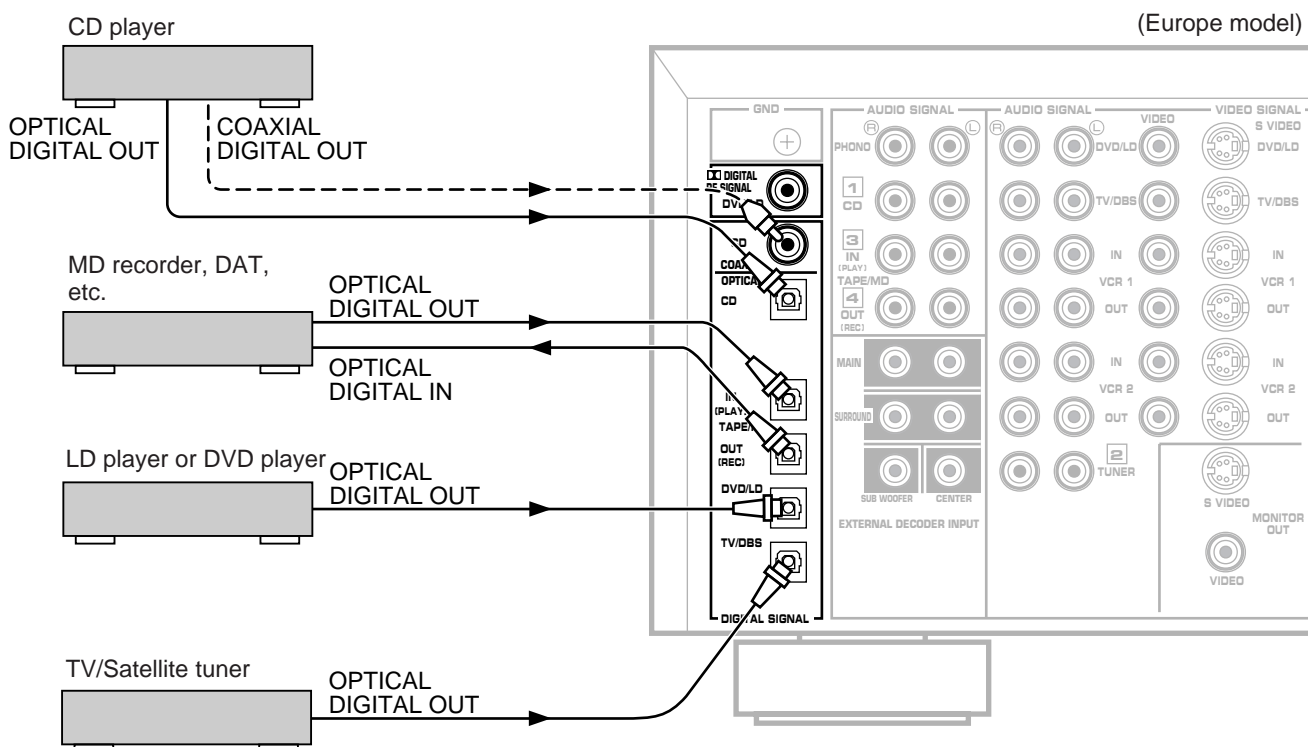 CD player
(Europe model)
OPTICAL
DIGITAL OUT
COAXIAL
DIGITAL OUT
MD recorder, DAT,
etc.
OPTICAL
DIGITAL OUT
OPTICAL
DIGITAL IN
LD player or DVD player
OPTICAL
DIGITAL OUT
TV/Satellite tuner
OPTICAL
DIGITAL OUT
GND
DIGITAL
SIGNAL
CD
OPTICAL
CD
IN
(PLAY)
OUT
(REC)
DVD/LD
TV/DBS
DIGITAL SIGNAL
AUDIO SIGNAL
R
L
PHONO
1
CD
3
IN
(PLAY)
TAPE/MD
4
OUT
(REC)
MAIN
SURROUND
SUB WOOFER
CENTER
EXTERNAL DECODER INPUT
AUDIO SIGNAL
R
L
VIDEO
DVD/LD
TV/DBS
IN
VCR 1
OUT
IN
VCR 2
OUT
2
TUNER
VIDEO SIGNAL
S VIDEO
DVD/LD
TV/DBS
IN
VCR 1
OUT
IN
VCR 2
OUT
S VIDEO
MONITOR
OUT
VIDEO